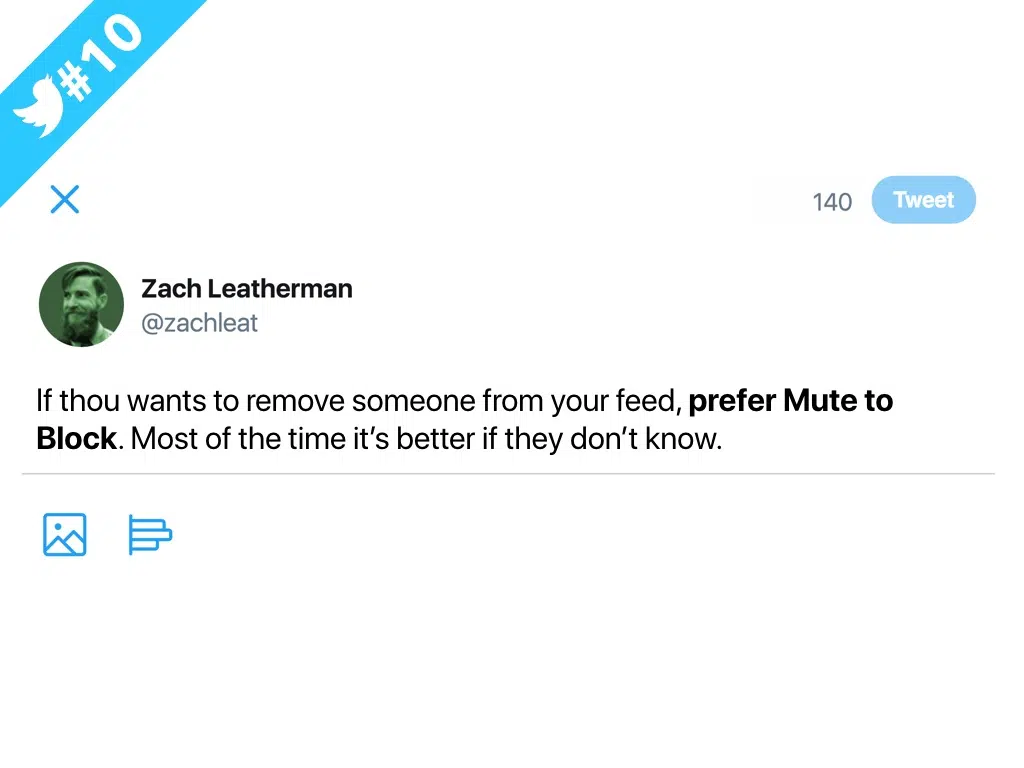 #10
140 Tweet
Zach Leatherman
@zachleat
If thou wants to remove someone from your feed, prefer Mute to
Block. Most of the time it’s better if they don’t know.